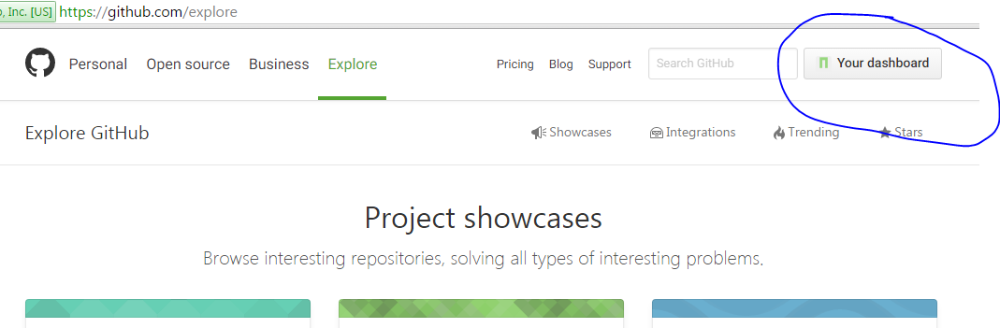 , Inc. [US] https://github.com/explore
Personal Open source Business Explore Pricing Blog Support Search GitHub Your dashboard
Explore GitHub Showcases Integrations Trending Stars
Project showcases
Browse interesting repositories, solving all types of interesting problems.